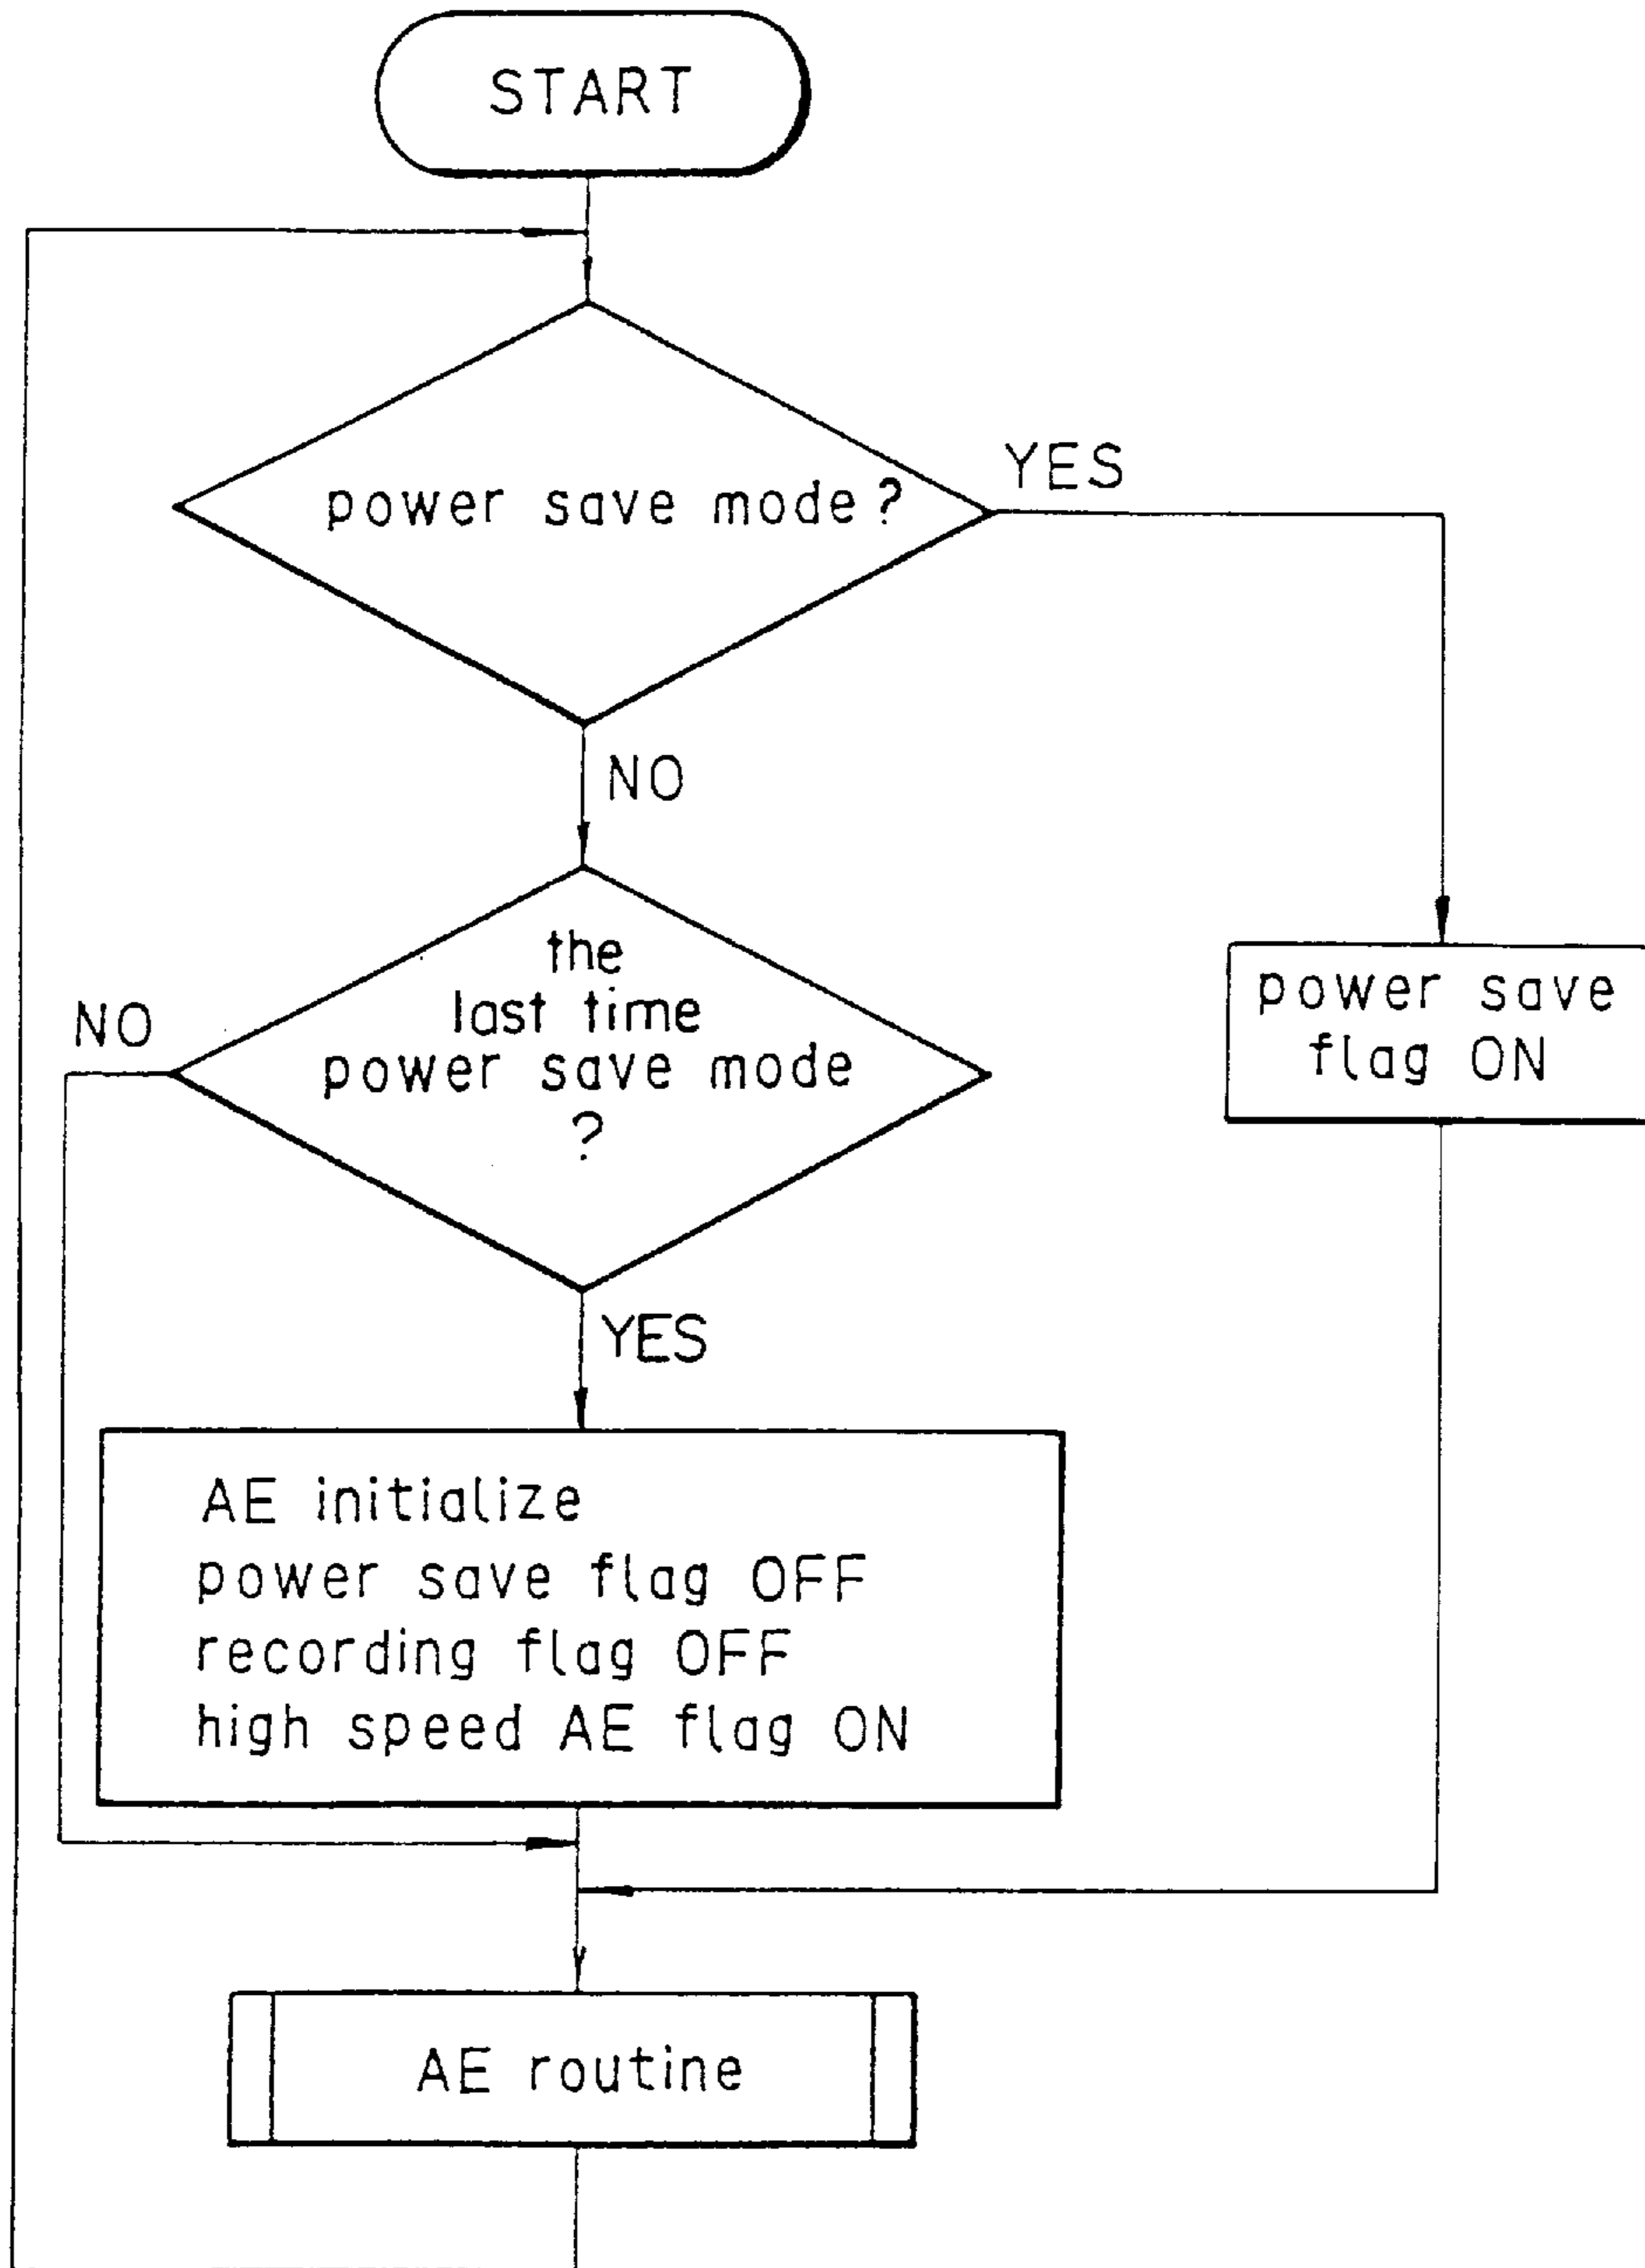 START
power save mode?
YES
NO
the
last time
power save mode
?
NO
power save
flag ON
YES
AE initialize
power save flag OFF
recording flag OFF
high speed AE flag ON
AE routine